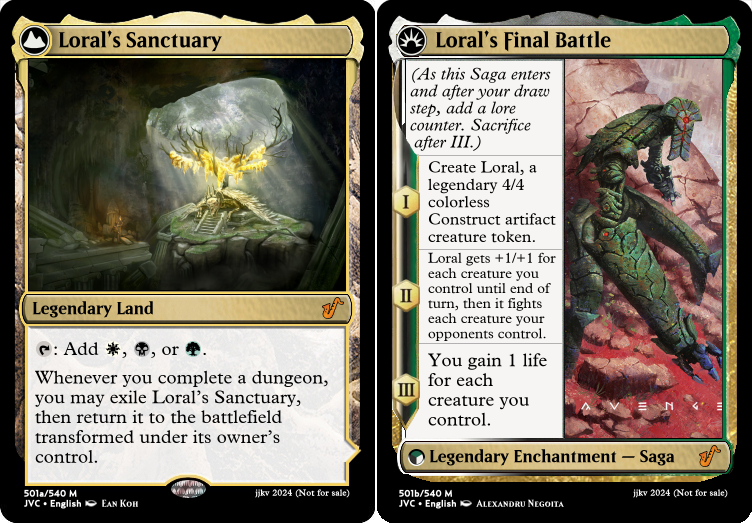 Loral's Sanctuary
Legendary Land
: Add , , or .
Whenever you complete a dungeon,
you may exile Loral's Sanctuary,
then return it to the battlefield
transformed under its owner's
control.
501a/540 M
JVC • English Ean Koh
jjkv 2024 (Not for sale)
Loral's Final Battle
(As this Saga enters
and after your draw
step, add a lore
counter. Sacrifice
after III.)
I
Create Loral, a
legendary 4/4
colorless
Construct artifact
creature token.
II
Loral gets +1/+1 for
each creature you
control until end of
turn, then it fights
each creature your
opponents control.
III
You gain 1 life
for each
creature you
control.
AVENGE
Legendary Enchantment — Saga
501b/540 M
JVC • English Alexandru Negoita
jjkv 2024 (Not for sale)